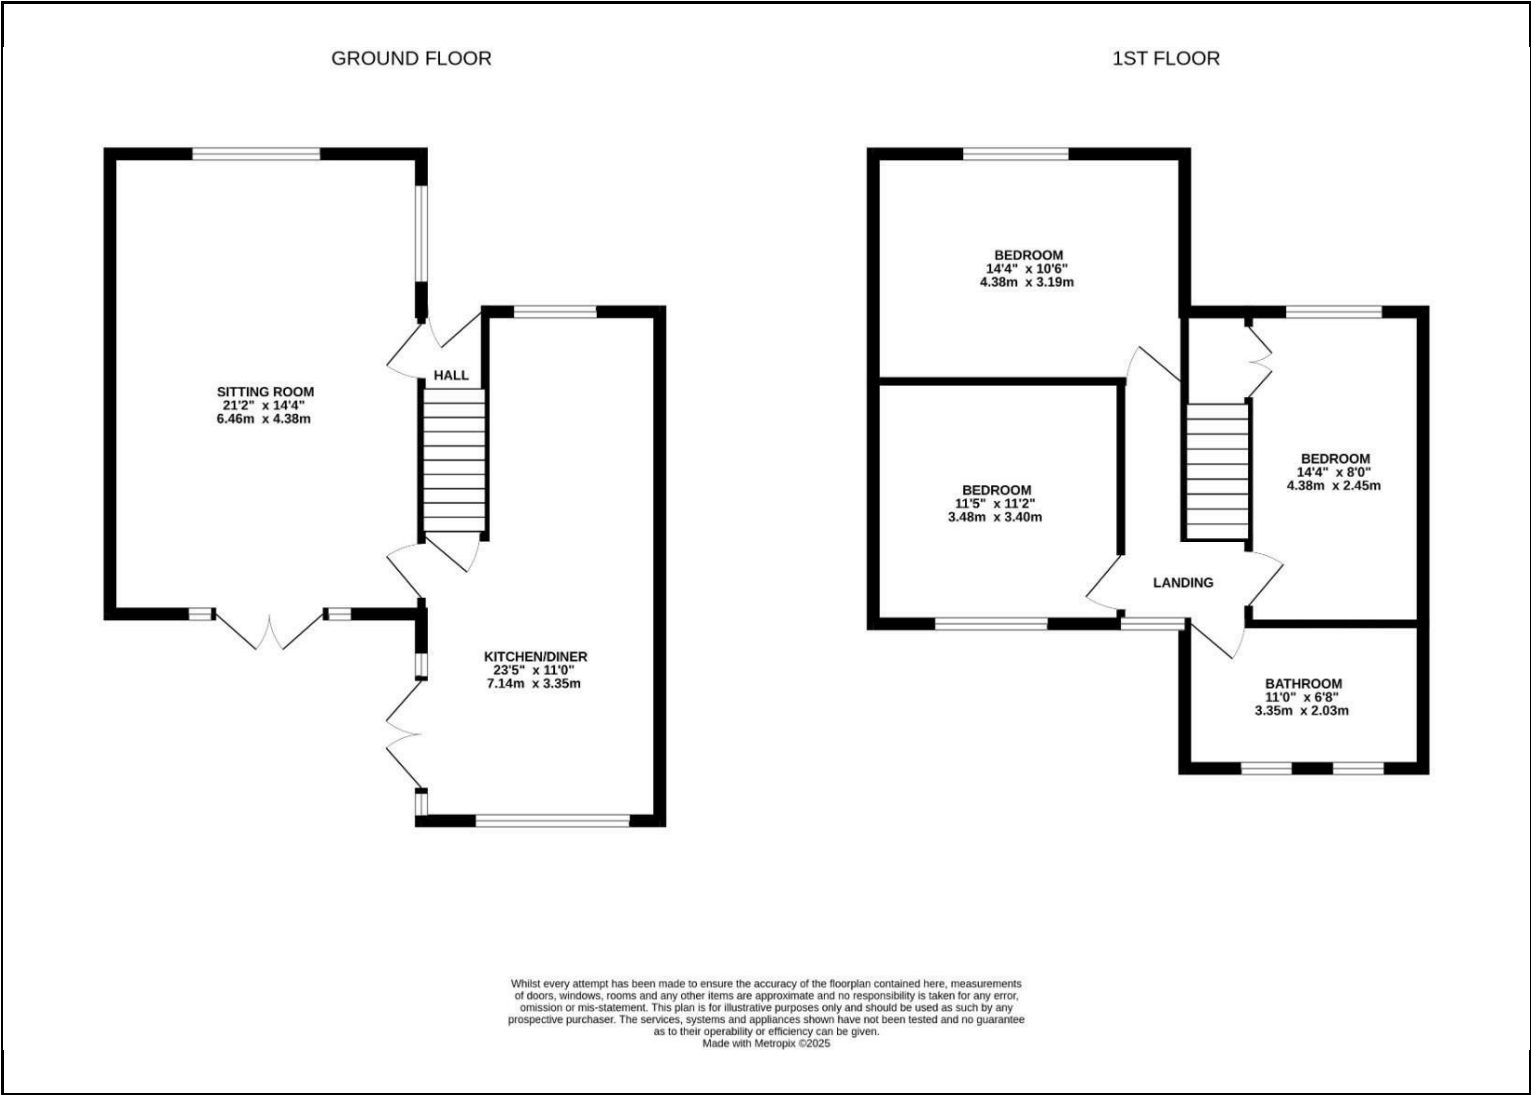 GROUND FLOOR
1ST FLOOR
SITTING ROOM
21'2" x 14'4"
6.46m x 4.38m
HALL
KITCHEN/DINER
23'5" x 11'0"
7.14m x 3.35m
BEDROOM
14'4" x 10'6"
4.38m x 3.19m
BEDROOM
11'5" x 11'2"
3.48m x 3.40m
BEDROOM
14'4" x 8'0"
4.38m x 2.45m
LANDING
BATHROOM
11'0" x 6'8"
3.35m x 2.03m
Whilst every attempt has been made to ensure the accuracy of the floorplan contained here, measurements
of doors, windows, rooms and any other items are approximate and no responsibility is taken for any error,
omission or mis-statement. This plan is for illustrative purposes only and should be used as such by any
prospective purchaser. The services, systems and appliances shown have not been tested and no guarantee
as to their operability or efficiency can be given.
Made with Metropix ©2025